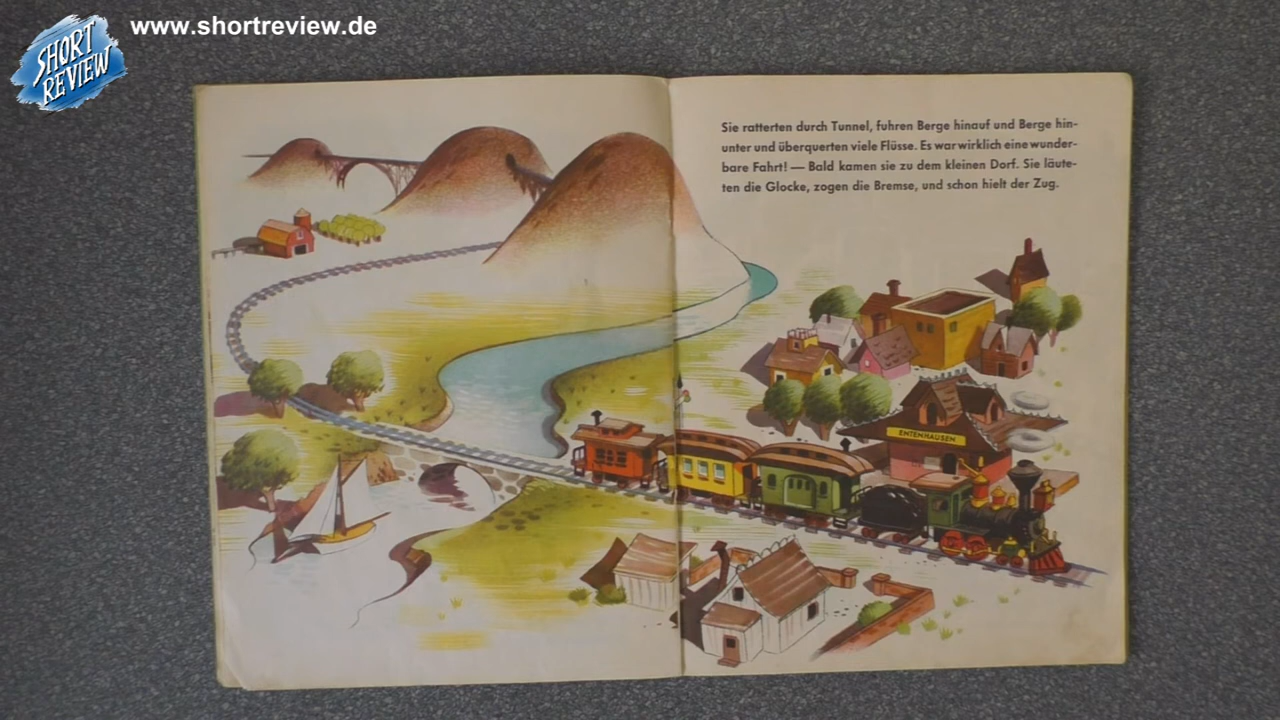 www.shortreview.de
SHORT
REVIEW
Sie ratterten durch Tunnel, fuhren Berge hinauf und Berge hin-
unter und überquerten viele Flüsse. Es war wirklich eine wunder-
bare Fahrt! — Bald kamen sie zu dem kleinen Dorf. Sie läute-
ten die Glocke, zogen die Bremse, und schon hielt der Zug.
ENTENHAUSEN